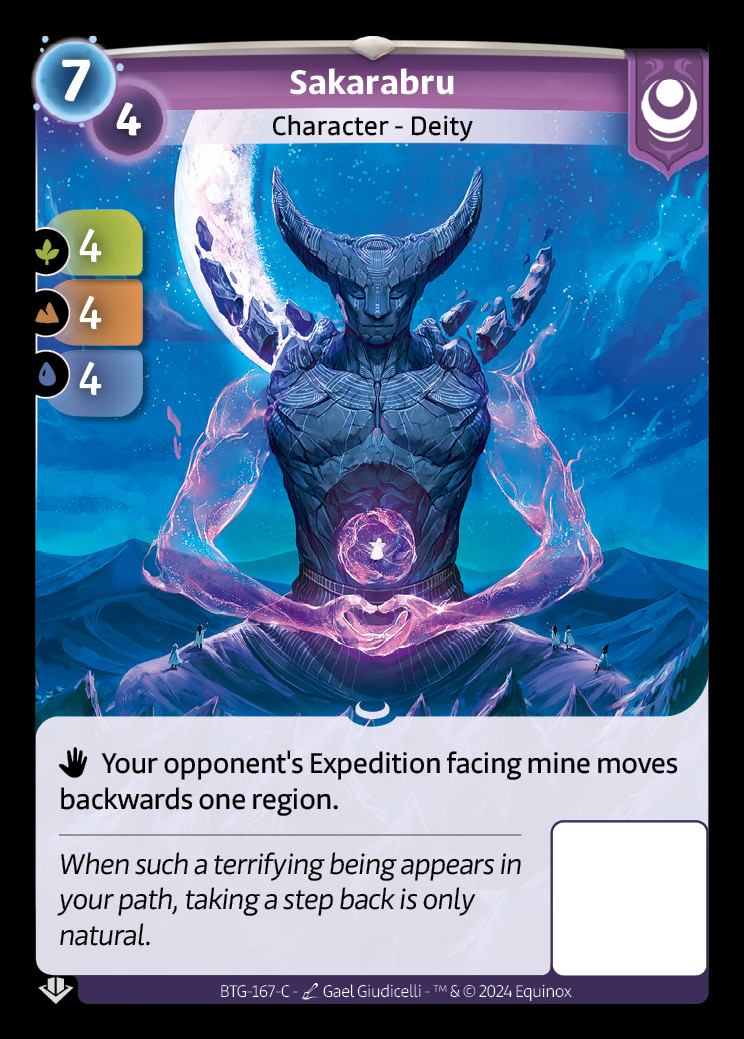 7
Sakarabru
4
Character - Deity
4
4
4
Your opponent's Expedition facing mine moves
backwards one region.
When such a terrifying being appears in
your path, taking a step back is only
natural.
BTG-167-C - Gael Giudicelli - ™ & © 2024 Equinox